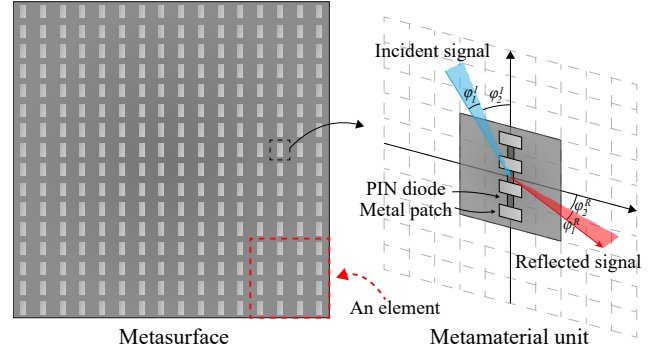 Incident signal
φ₁ᴵ
φ₂ᴵ
PIN diode
Metal patch
φ₂ᴿ
φ₁ᴿ
Reflected signal
An element
Metasurface
Metamaterial unit